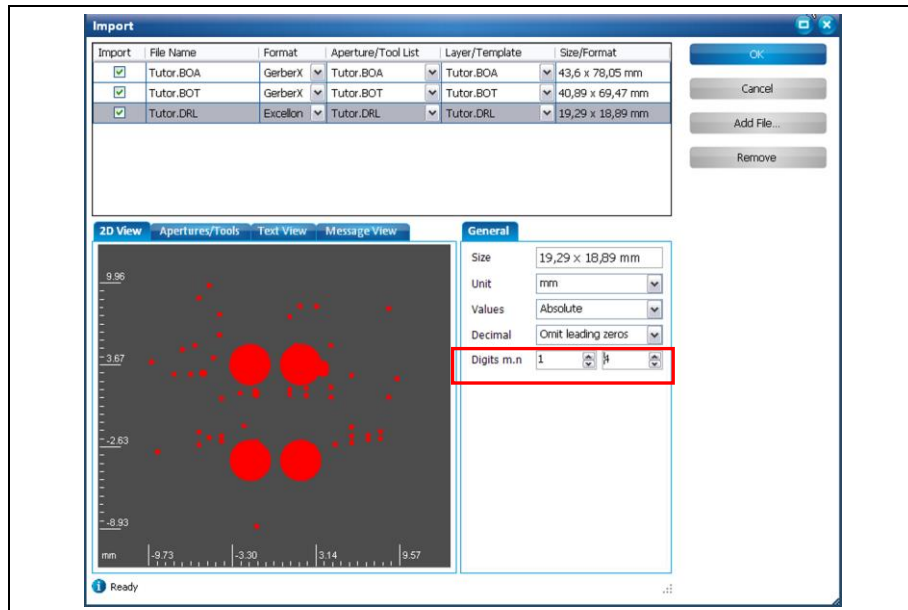 Import
Import File Name Format Aperture/Tool List Layer/Template Size/Format
Tutor.BOA GerberX Tutor.BOA Tutor.BOA 43,6 x 78,05 mm
Tutor.BOT GerberX Tutor.BOT Tutor.BOT 40,89 x 69,47 mm
Tutor.DRL Excellon Tutor.DRL Tutor.DRL 19,29 x 18,89 mm
OK
Cancel
Add File...
Remove
2D View Apertures/Tools Text View Message View
9.96
3.67
-2.63
-8.93
mm -9.73 -3.30 3.14 9.57
General
Size 19,29 x 18,89 mm
Unit mm
Values Absolute
Decimal Omit leading zeros
Digits m.n 1 4
Ready